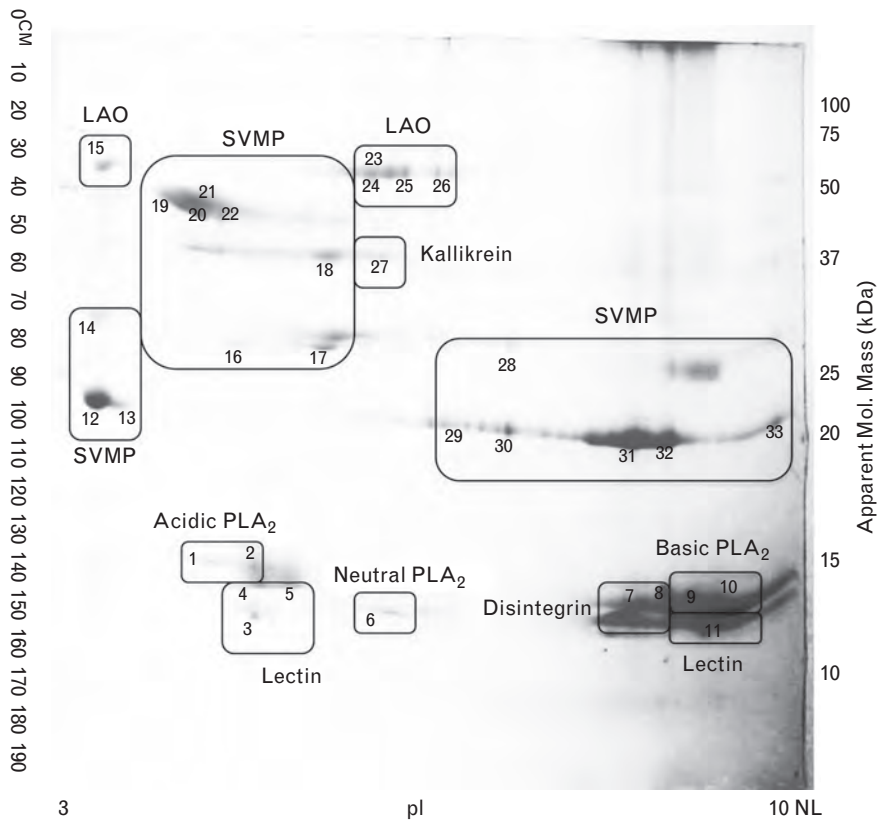 0CM
10
20
30
40
50
60
70
80
90
100
110
120
130
140
150
160
170
180
190
LAO
15
SVMP
LAO
23
24 25 26
21
19 20 22
18
27 Kallikrein
16 17
14
12 13
SVMP
SVMP
28
29 30 31 32 33
Acidic PLA2
1 2
4 5
3
Lectin
Neutral PLA2
6
Disintegrin
7 8
Basic PLA2
9 10
11
Lectin
100
75
50
37
25
20
15
10
Apparent Mol. Mass (kDa)
3 pI 10 NL